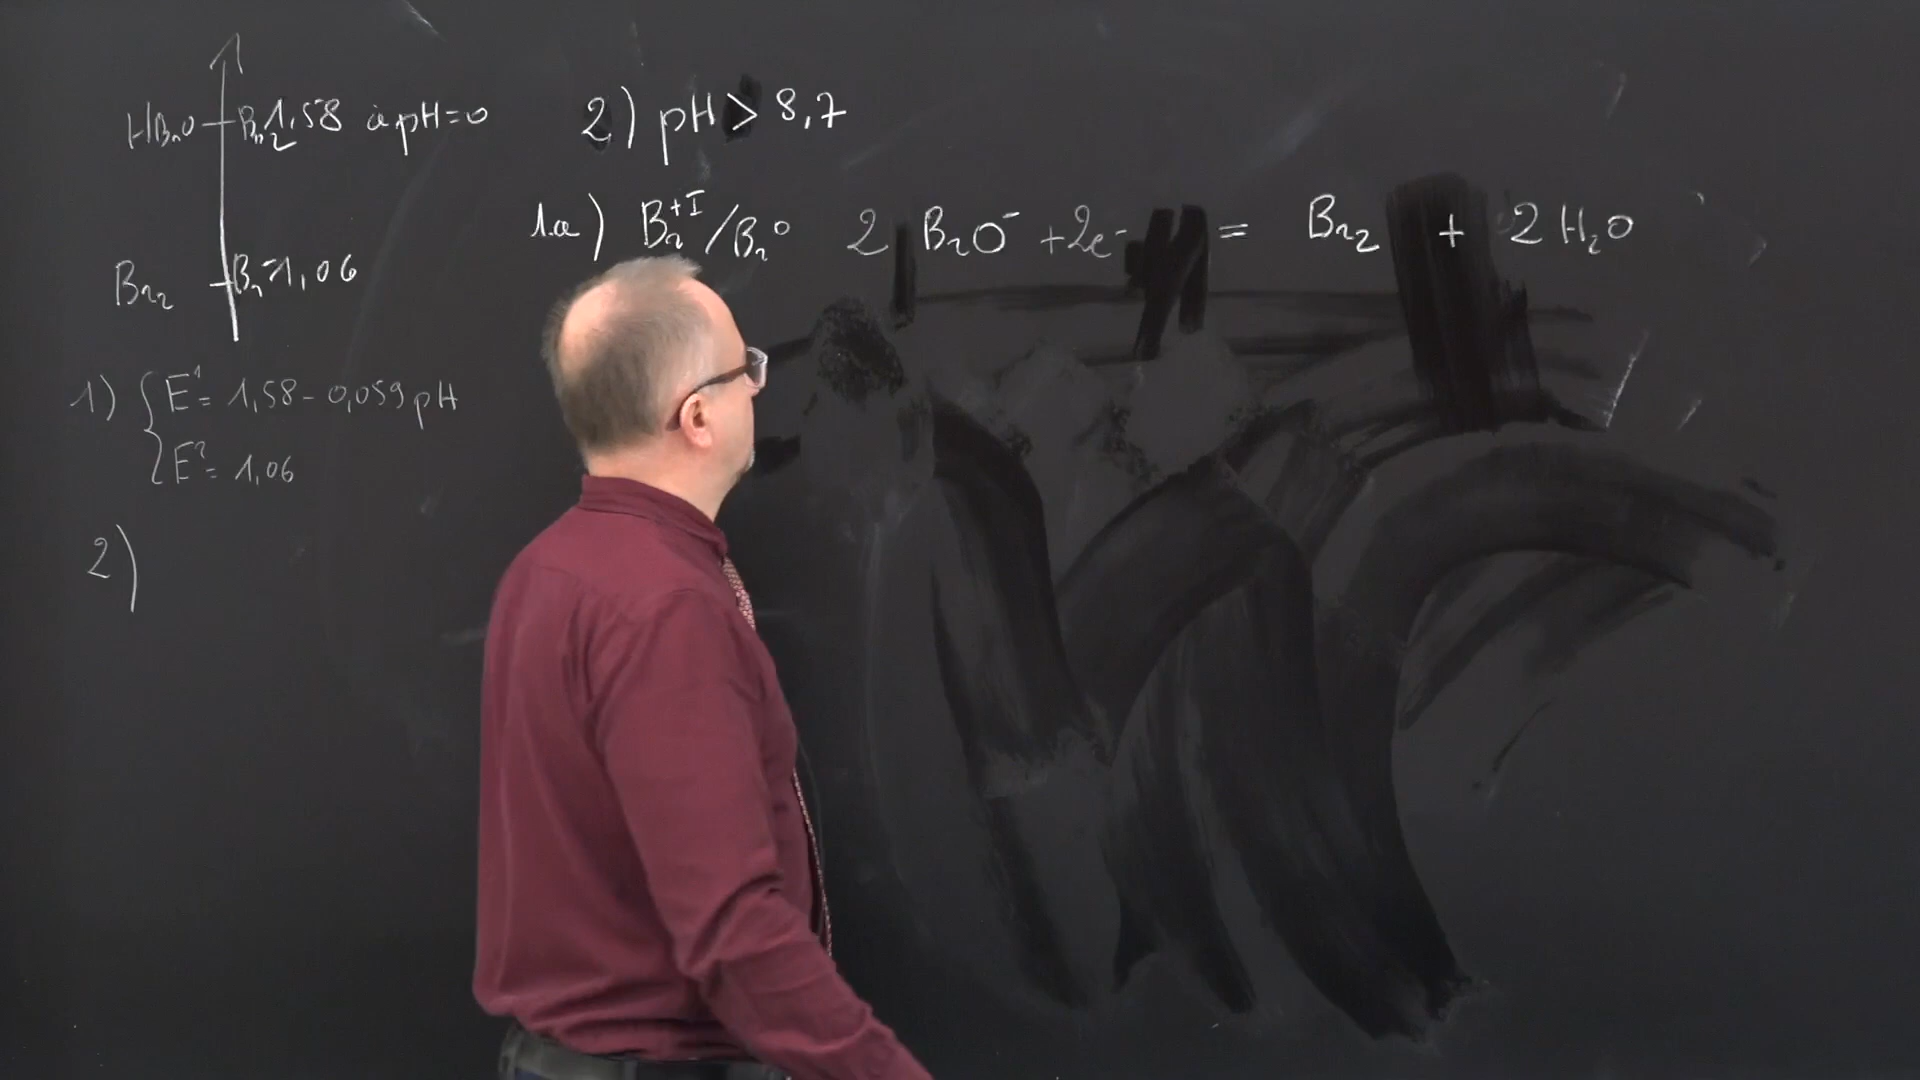 HBrO Br2 1,58 à pH=0
Br2 Br- 1,06
1) { E1 = 1,58 - 0,059 pH
E2 = 1,06
2)
2) pH > 8,7
1.a) Br+I/Br0 2 BrO- + 2e- = Br2 + 2 H2O